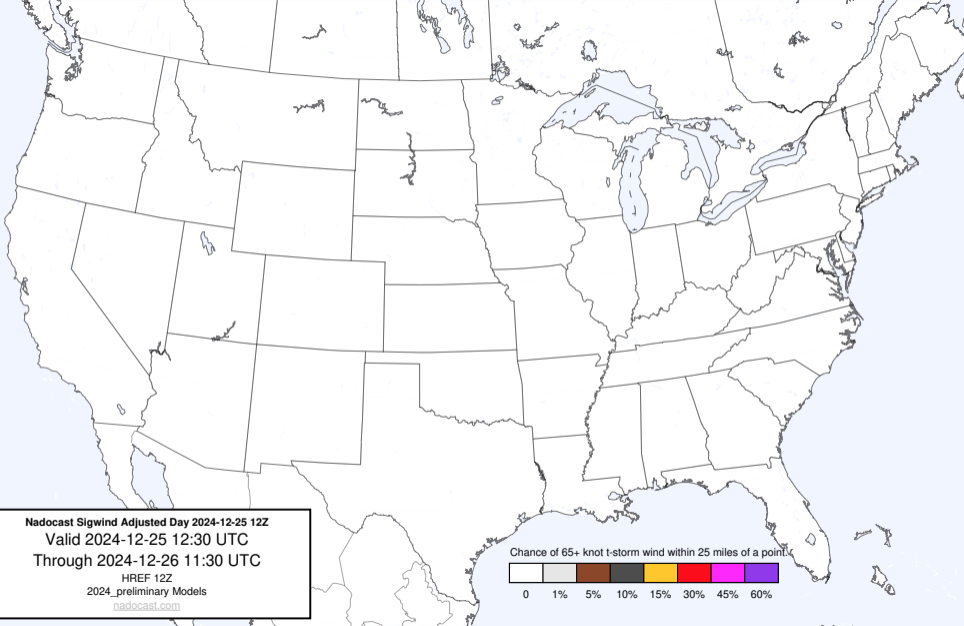 Nadocast Sigwind Adjusted Day 2024-12-25 12Z
Valid 2024-12-25 12:30 UTC
Through 2024-12-26 11:30 UTC
HREF 12Z
2024_preliminary Models
nadocast.com
Chance of 65+ knot t-storm wind within 25 miles of a point.
0 1% 5% 10% 15% 30% 45% 60%